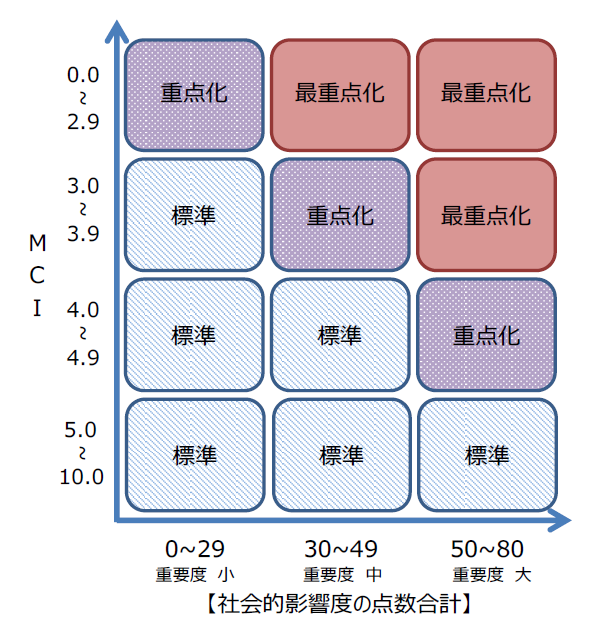 0.0
～
2.9
重点化
最重点化
最重点化
3.0
～
3.9
標準
重点化
最重点化
M
C
I
4.0
～
4.9
標準
標準
重点化
5.0
～
10.0
標準
標準
標準
0~29
30~49
50~80
重要度 小
重要度 中
重要度 大
【社会的影響度の点数合計】